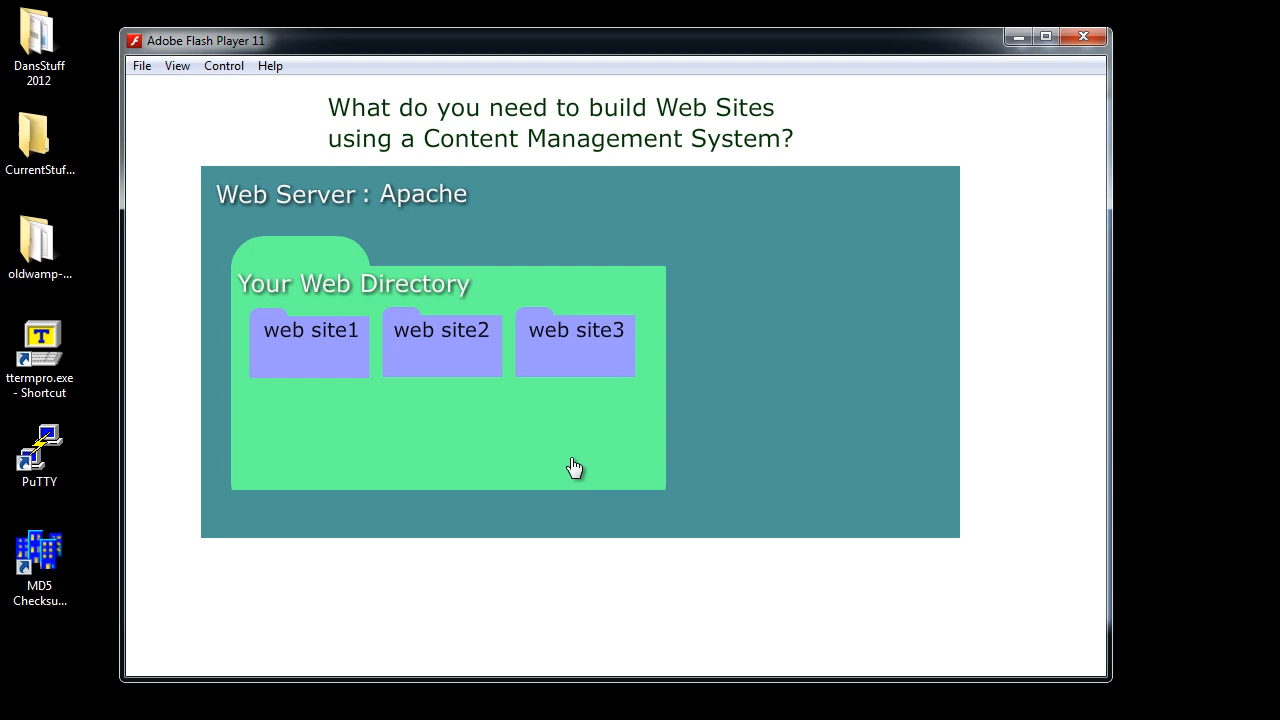 DansStuff
2012
CurrentStuf...
oldwamp-...
ttermpro.exe
- Shortcut
PuTTY
MD5
Checksu...
Adobe Flash Player 11
File View Control Help
What do you need to build Web Sites
using a Content Management System?
Web Server : Apache
Your Web Directory
web site1 web site2 web site3
T